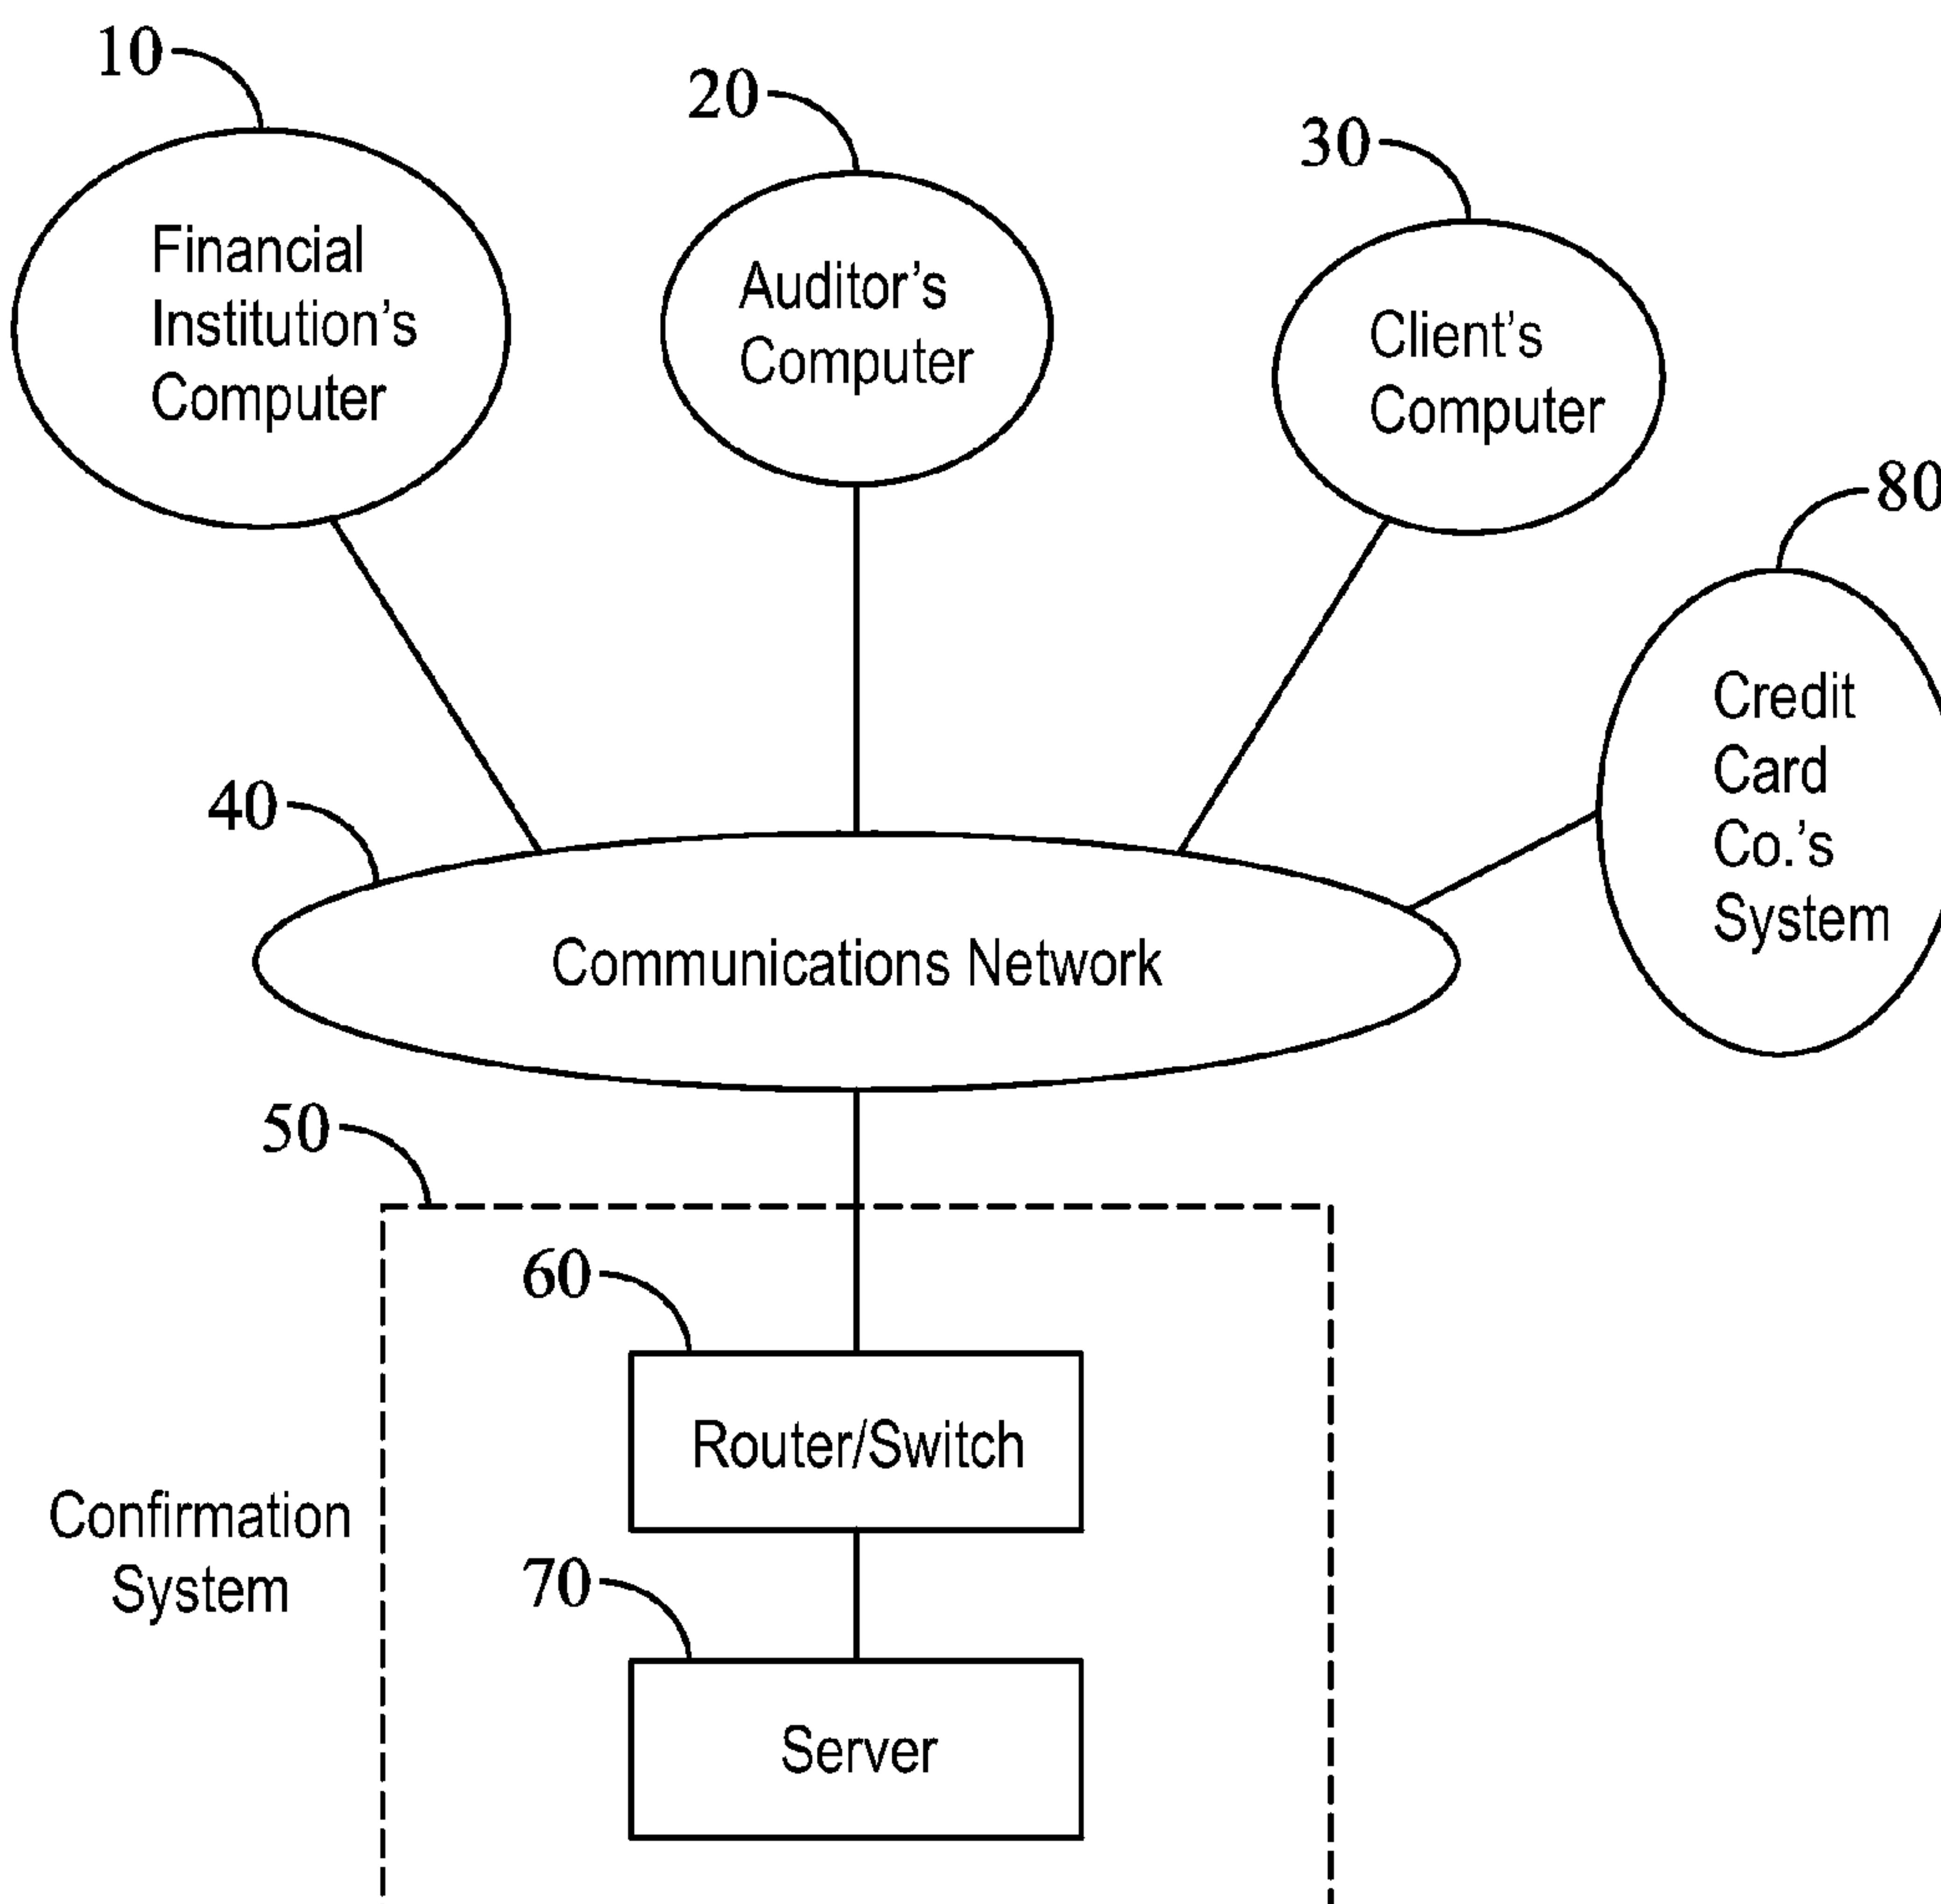 10
20
30
Financial
Institution's
Computer
Auditor's
Computer
Client's
Computer
80
Credit
Card
Co.'s
System
40
Communications Network
50
60
Router/Switch
Confirmation
System
70
Server